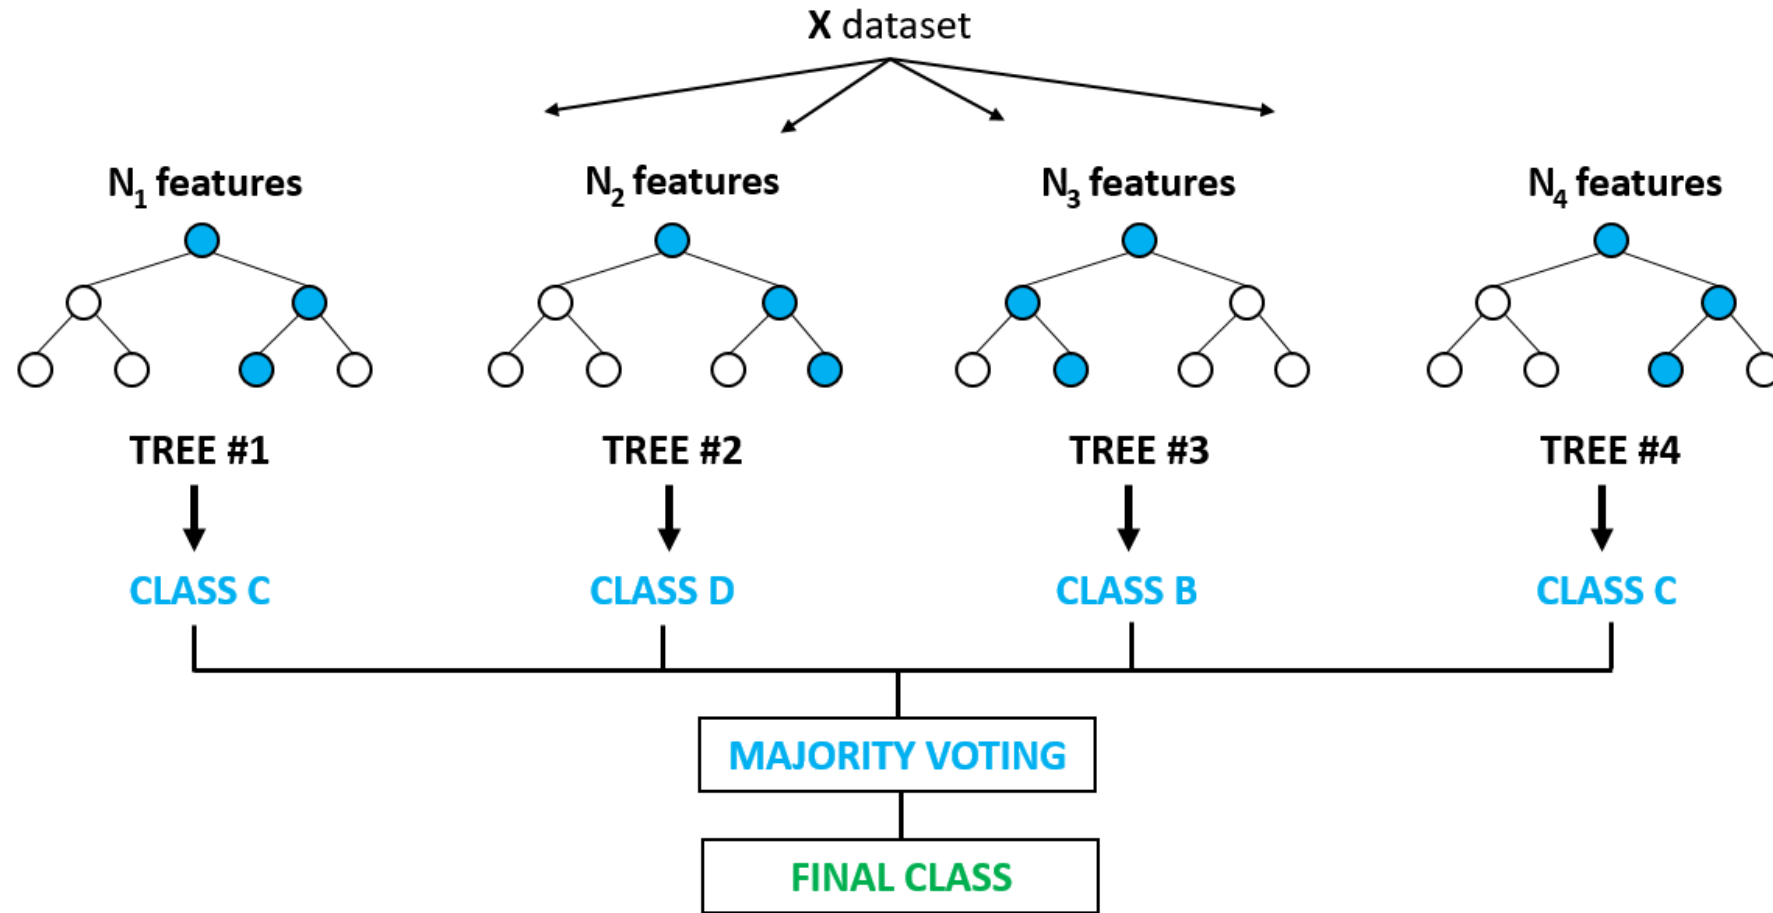 X dataset
N1 features
N2 features
N3 features
N4 features
TREE #1
TREE #2
TREE #3
TREE #4
CLASS C
CLASS D
CLASS B
CLASS C
MAJORITY VOTING
FINAL CLASS